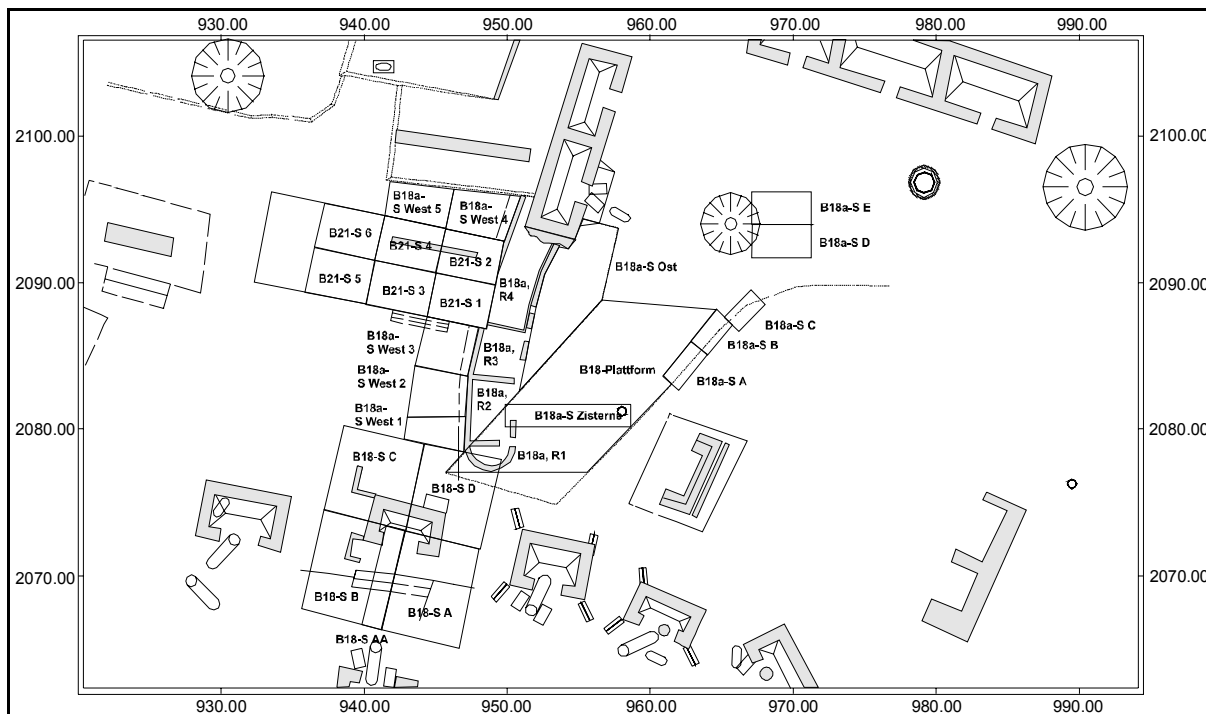 930.00 940.00 950.00 960.00 970.00 980.00 990.00
2100.00 2100.00
B18a-
S West 5
B18a-
S West 4
B18a-S E
B21-S 6
B21-S 4
B18a-S D
B21-S 2
B18a-S Ost
B21-S 5
B21-S 3
B18a,
R4
2090.00 2090.00
B21-S 1
B18a-S C
B18a-
S West 3
B18a,
R3
B18a-S B
B18a-
S West 2
B18-Plattform
B18a-S A
B18a,
R2
B18a-
S West 1
B18a-S Zisterne
2080.00 2080.00
B18-S C
B18a, R1
B18-S D
2070.00 2070.00
B18-S B
B18-S A
B18-S AA
930.00 940.00 950.00 960.00 970.00 980.00 990.00